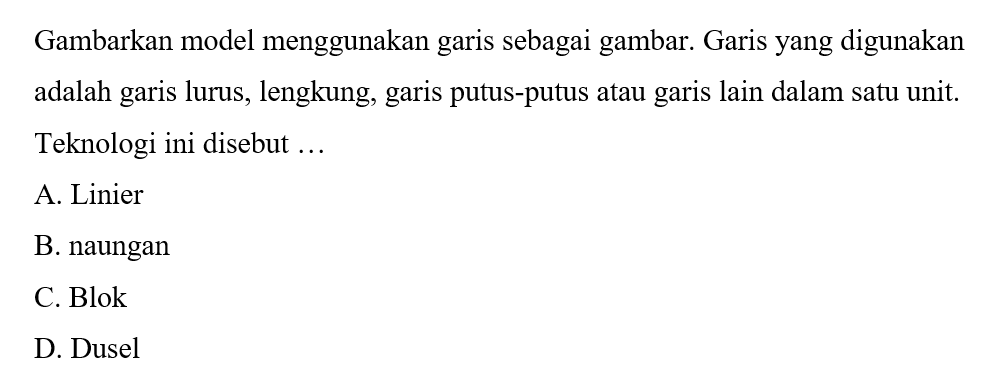 Gambarkan model menggunakan garis sebagai gambar. Garis yang digunakan
adalah garis lurus, lengkung, garis putus-putus atau garis lain dalam satu unit.
Teknologi ini disebut …
A. Linier
B. naungan
C. Blok
D. Dusel